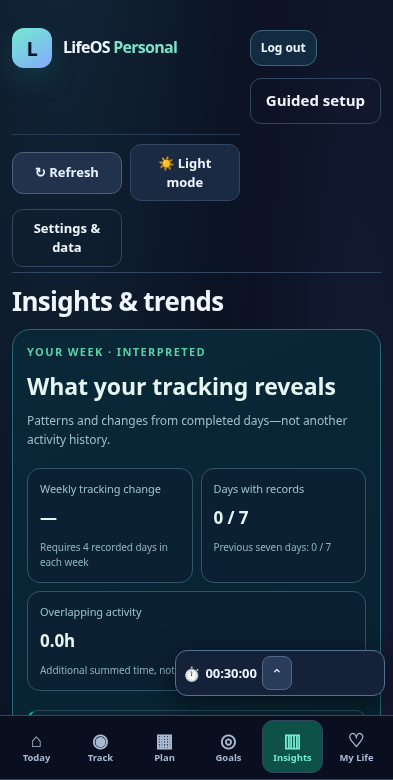 L LifeOS Personal
Log out
Guided setup
↻ Refresh
☀️ Light
mode
Settings &
data
Insights & trends
YOUR WEEK · INTERPRETED
What your tracking reveals
Patterns and changes from completed days—not another
activity history.
Weekly tracking change
—
Requires 4 recorded days in
each week
Days with records
0 / 7
Previous seven days: 0 / 7
Overlapping activity
0.0h
Additional summed time, not
⏱️ 00:30:00 ⌃
Today
Track
Plan
Goals
Insights
My Life